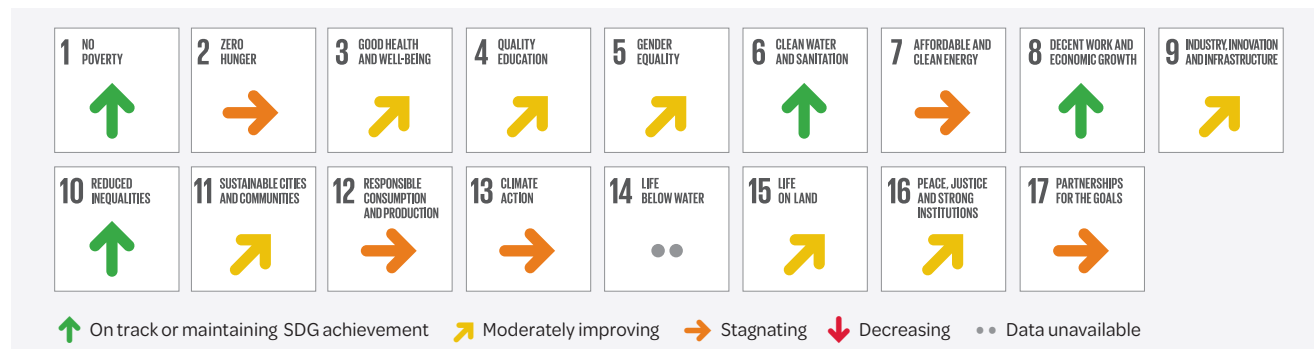 1 NO
POVERTY
2 ZERO
HUNGER
3 GOOD HEALTH
AND WELL-BEING
4 QUALITY
EDUCATION
5 GENDER
EQUALITY
6 CLEAN WATER
AND SANITATION
7 AFFORDABLE AND
CLEAN ENERGY
8 DECENT WORK AND
ECONOMIC GROWTH
9 INDUSTRY, INNOVATION
AND INFRASTRUCTURE
10 REDUCED
INEQUALITIES
11 SUSTAINABLE CITIES
AND COMMUNITIES
12 RESPONSIBLE
CONSUMPTION
AND PRODUCTION
13 CLIMATE
ACTION
14 LIFE
BELOW WATER
15 LIFE
ON LAND
16 PEACE, JUSTICE
AND STRONG
INSTITUTIONS
17 PARTNERSHIPS
FOR THE GOALS
On track or maintaining SDG achievement Moderately improving Stagnating Decreasing Data unavailable